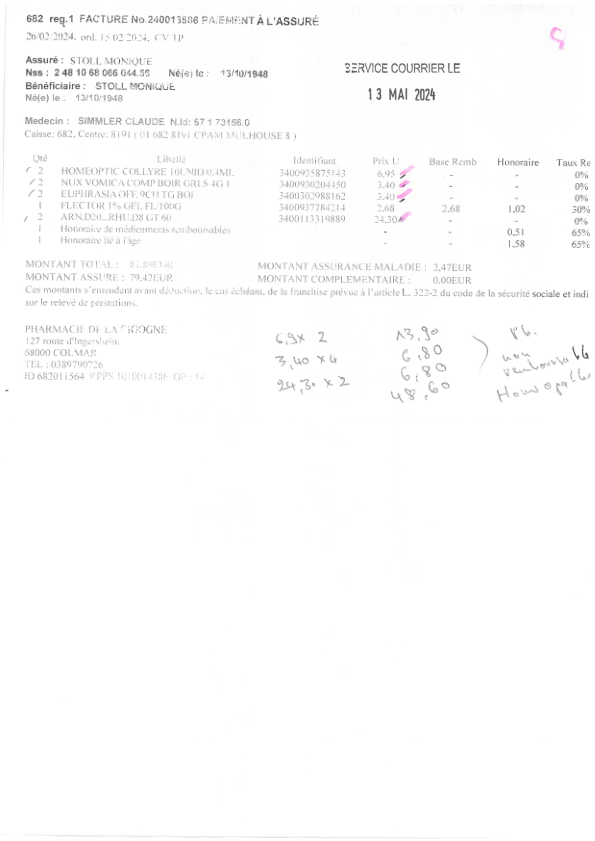 682 req.1 FACTURE No.240013586 PAIEMENT À L'ASSURÉ
26/02/2024, ord. 15/02/2024, CV TP
Assuré : STOLL MONIQUE
Nss : 2 48 10 68 066 044.55 Né(e) le : 13/10/1948
Bénéficiaire : STOLL MONIQUE
Né(e) le : 13/10/1948
SERVICE COURRIER LE
13 MAI 2024
Medecin : SIMMLER CLAUDE N.Id: 67 1 73156.0
Caisse: 682, Centre: 8191 ( 01 682 8191 CPAM MULHOUSE 8 )
Qté Libellé Identifiant Prix U Base Remb Honoraire Taux Re
2 HOMEOPTIC COLLYRE 10UNID 0,4ML 3400935875143 6,95 - - 0%
2 NUX VOMICA COMP BOIR GRLS 4G 1 3400930204450 3,40 - - 0%
2 EUPHRASIA OFF. 9CH TG BOI 3400302988162 3,40 - - 0%
1 FLECTOR 1% GEL FL/100G 3400937784214 2,68 2,68 1,02 30%
2 ARN.D20...RHU.D8 GT 60 3400113319889 24,30 - - 0%
1 Honoraire de médicaments remboursables - - 0,51 65%
1 Honoraire lié à l'âge - - 1,58 65%
MONTANT TOTAL : 81,89EUR MONTANT ASSURANCE MALADIE : 2,47EUR
MONTANT ASSURE : 79,42EUR MONTANT COMPLEMENTAIRE : 0,00EUR
Ces montants s'entendent avant déduction, le cas échéant, de la franchise prévue à l'article L. 322-2 du code de la sécurité sociale et indi
sur le relevé de prestations.
PHARMACIE DE LA CIGOGNE
127 route d'Ingersheim
68000 COLMAR
TEL : 0389790726
ID 682011564 RPPS 1010014386 OP : 14
6,9x 2 13,90
3,40 x 4 6,80
6,80
24,30 x 2 48,60
Ph.
non